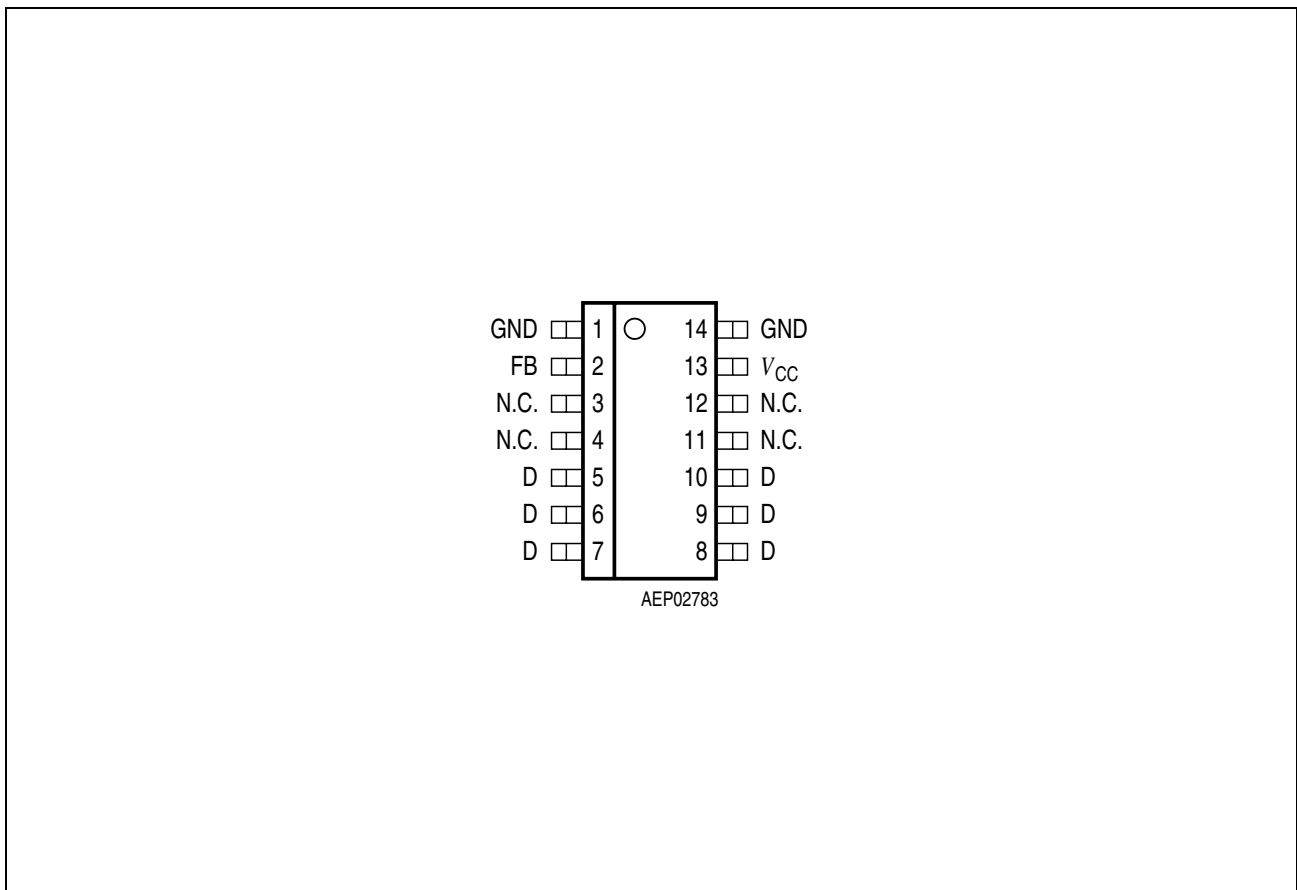 GND 1 14 GND
FB 2 13 VCC
N.C. 3 12 N.C.
N.C. 4 11 N.C.
D 5 10 D
D 6 9 D
D 7 8 D
AEP02783